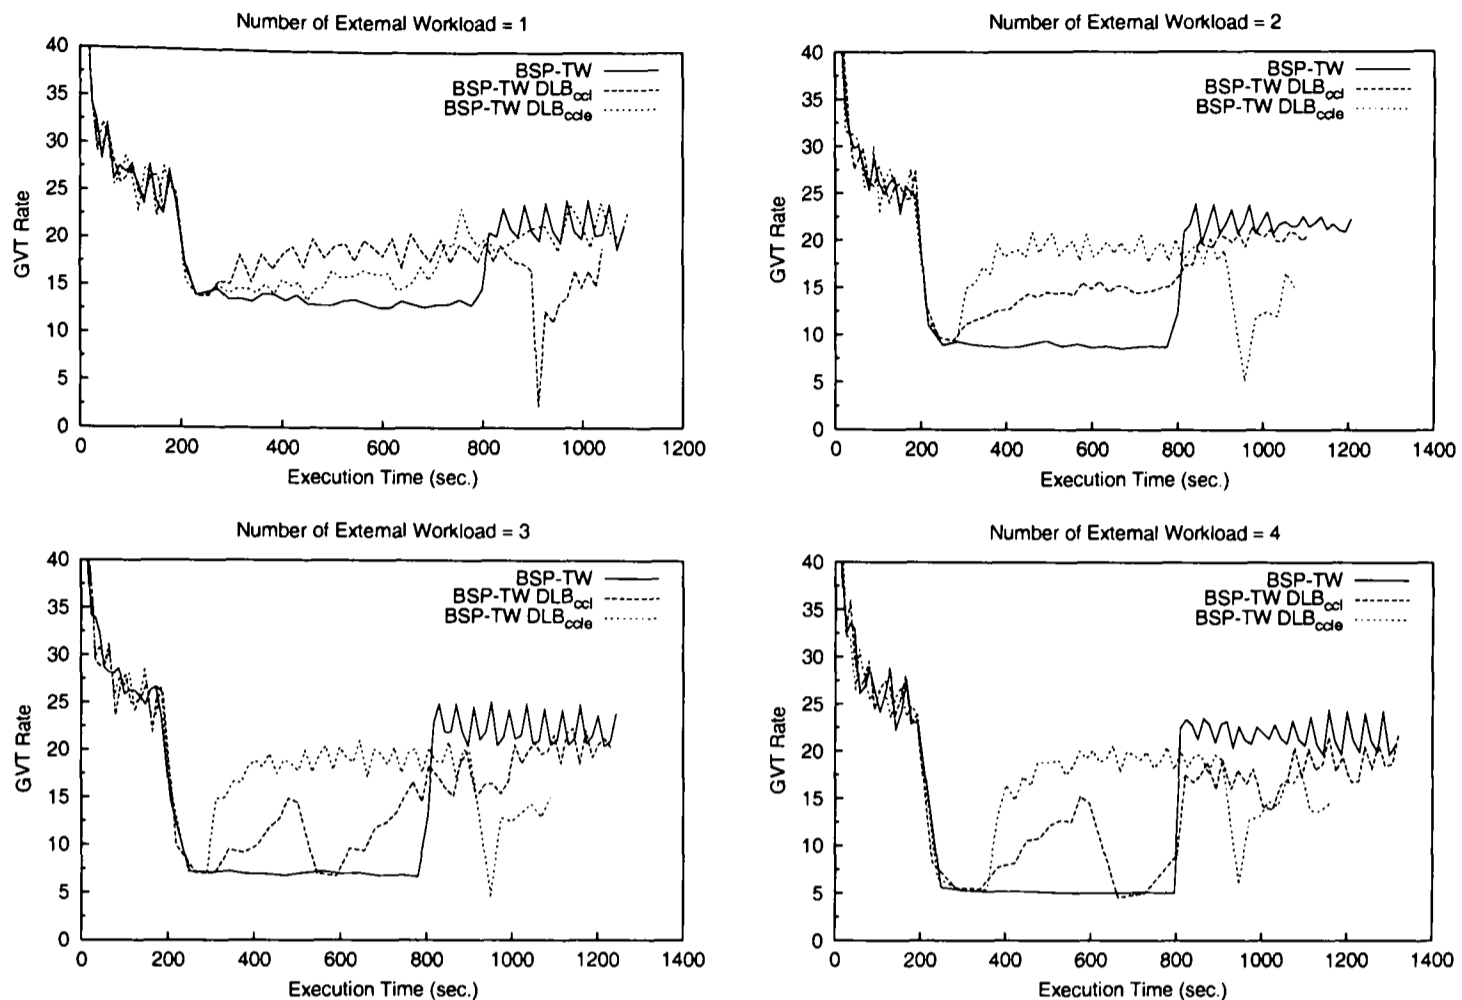 Number of External Workload = 1
40
35
30
25
20
15
10
5
0
GVT Rate
BSP-TW
BSP-TW DLBccl
BSP-TW DLBccle
0 200 400 600 800 1000 1200
Execution Time (sec.)
Number of External Workload = 2
40
35
30
25
20
15
10
5
0
GVT Rate
BSP-TW
BSP-TW DLBccl
BSP-TW DLBccle
0 200 400 600 800 1000 1200 1400
Execution Time (sec.)
Number of External Workload = 3
40
35
30
25
20
15
10
5
0
GVT Rate
BSP-TW
BSP-TW DLBccl
BSP-TW DLBccle
0 200 400 600 800 1000 1200 1400
Execution Time (sec.)
Number of External Workload = 4
40
35
30
25
20
15
10
5
0
GVT Rate
BSP-TW
BSP-TW DLBccl
BSP-TW DLBccle
0 200 400 600 800 1000 1200 1400
Execution Time (sec.)